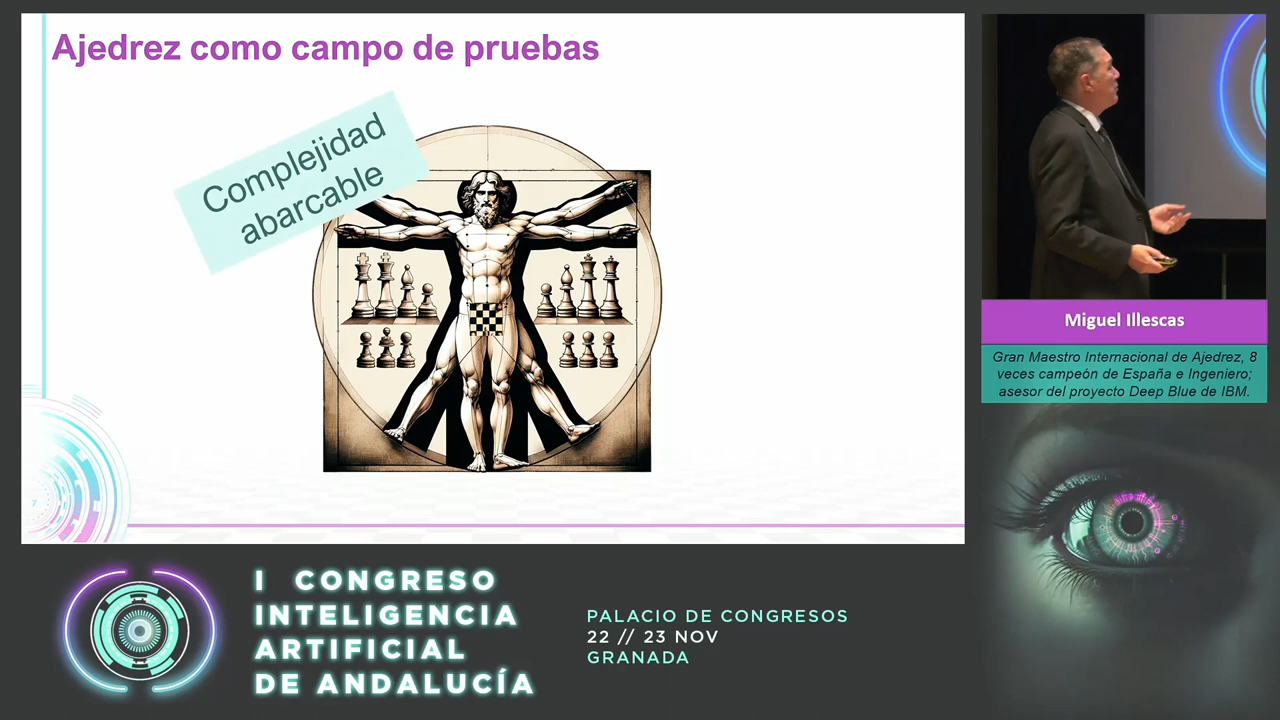 Ajedrez como campo de pruebas
Complejidad
abarcable
7
Miguel Illescas
Gran Maestro Internacional de Ajedrez, 8
veces campeón de España e Ingeniero;
asesor del proyecto Deep Blue de IBM.
I CONGRESO
INTELIGENCIA
ARTIFICIAL
DE ANDALUCÍA
PALACIO DE CONGRESOS
22 // 23 NOV
GRANADA